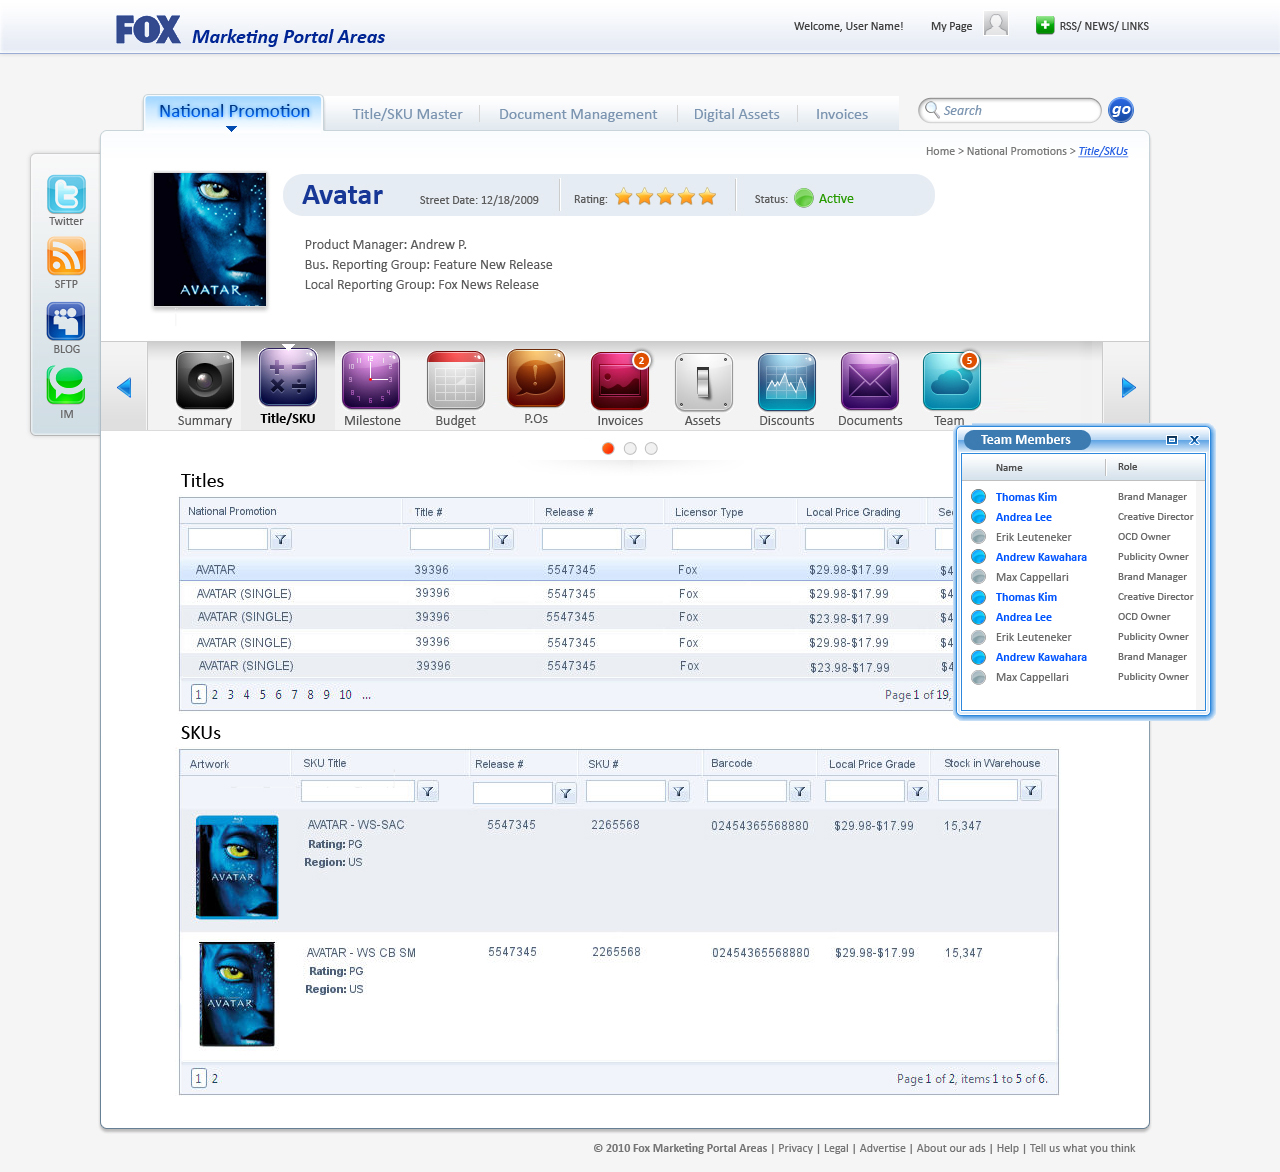 FOX Marketing Portal Areas
Welcome, User Name! My Page RSS/ NEWS/ LINKS
National Promotion Title/SKU Master Document Management Digital Assets Invoices Search go
Home > National Promotions > Title/SKUs
Twitter
SFTP
BLOG
IM
AVATAR
Avatar Street Date: 12/18/2009 Rating: Status: Active
Product Manager: Andrew P.
Bus. Reporting Group: Feature New Release
Local Reporting Group: Fox News Release
2 5
Summary Title/SKU Milestone Budget P.Os Invoices Assets Discounts Documents Team
Team Members
Name Role
Thomas Kim Brand Manager
Andrea Lee Creative Director
Erik Leuteneker OCD Owner
Andrew Kawahara Publicity Owner
Max Cappellari Brand Manager
Thomas Kim Creative Director
Andrea Lee OCD Owner
Erik Leuteneker Publicity Owner
Andrew Kawahara Brand Manager
Max Cappellari Publicity Owner
Titles
National Promotion Title # Release # Licensor Type Local Price Grading Sec
AVATAR 39396 5547345 Fox $29.98-$17.99 $4
AVATAR (SINGLE) 39396 5547345 Fox $29.98-$17.99 $4
AVATAR (SINGLE) 39396 5547345 Fox $23.98-$17.99 $4
AVATAR (SINGLE) 39396 5547345 Fox $29.98-$17.99 $4
AVATAR (SINGLE) 39396 5547345 Fox $23.98-$17.99 $4
1 2 3 4 5 6 7 8 9 10 ... Page 1 of 19,
SKUs
Artwork SKU Title Release # SKU # Barcode Local Price Grade Stock in Warehouse
AVATAR
AVATAR - WS-SAC 5547345 2265568 02454365568880 $29.98-$17.99 15,347
Rating: PG
Region: US
AVATAR
AVATAR - WS CB SM 5547345 2265568 02454365568880 $29.98-$17.99 15,347
Rating: PG
Region: US
1 2 Page 1 of 2, items 1 to 5 of 6.
© 2010 Fox Marketing Portal Areas | Privacy | Legal | Advertise | About our ads | Help | Tell us what you think